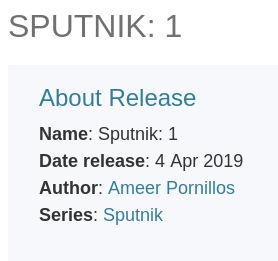 SPUTNIK: 1
About Release
Name: Sputnik: 1
Date release: 4 Apr 2019
Author: Ameer Pornillos
Series: Sputnik